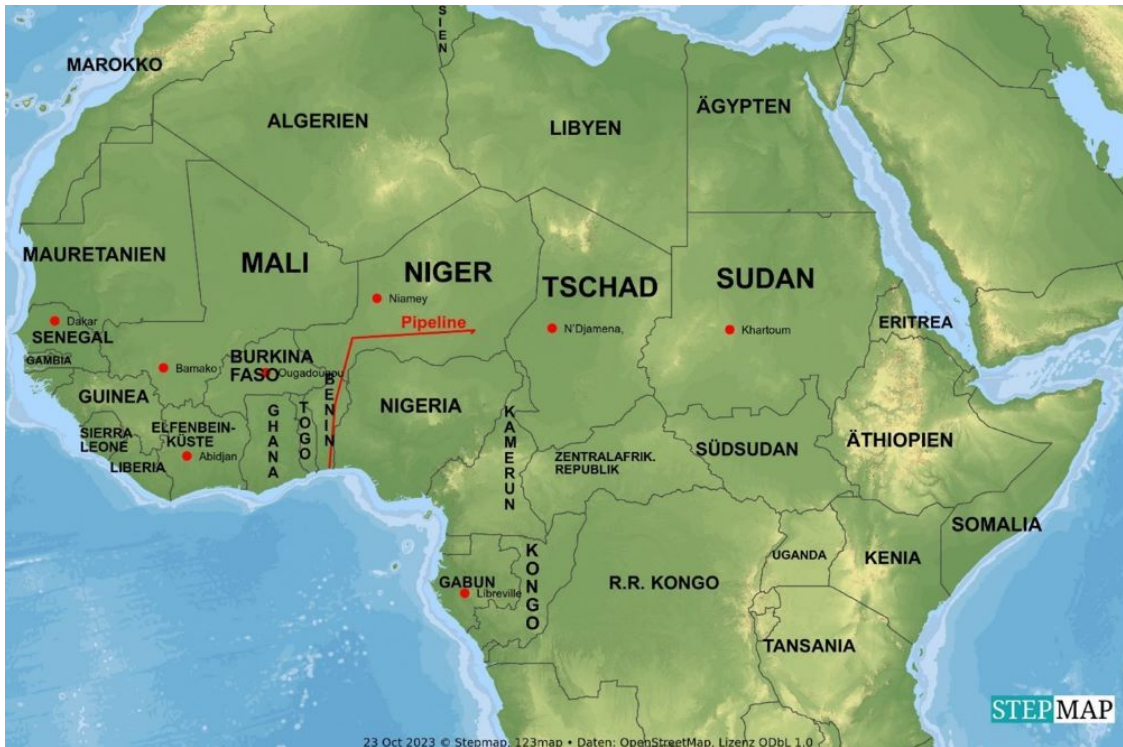 SIEN
MAROKKO
ALGERIEN
LIBYEN
ÄGYPTEN
MAURETANIEN
MALI
NIGER
TSCHAD
SUDAN
Niamey
Dakar
Pipeline
N'Djamena,
Khartoum
ERITREA
SENEGAL
GAMBIA
Bamako
BURKINA
FASO
Ougadougou
BENIN
GUINEA
NIGERIA
GHANA
TOGO
KAMERUN
SIERRA
LEONE
ELFENBEIN-
KÜSTE
Abidjan
LIBERIA
ZENTRALAFRIK.
REPUBLIK
SÜDSUDAN
ÄTHIOPIEN
SOMALIA
KONGO
GABUN
Libreville
R.R. KONGO
UGANDA
KENIA
TANSANIA
STEPMAP
23 Oct 2023 © Stepmap, 123map • Daten: OpenStreetMap, Lizenz ODbL 1.0